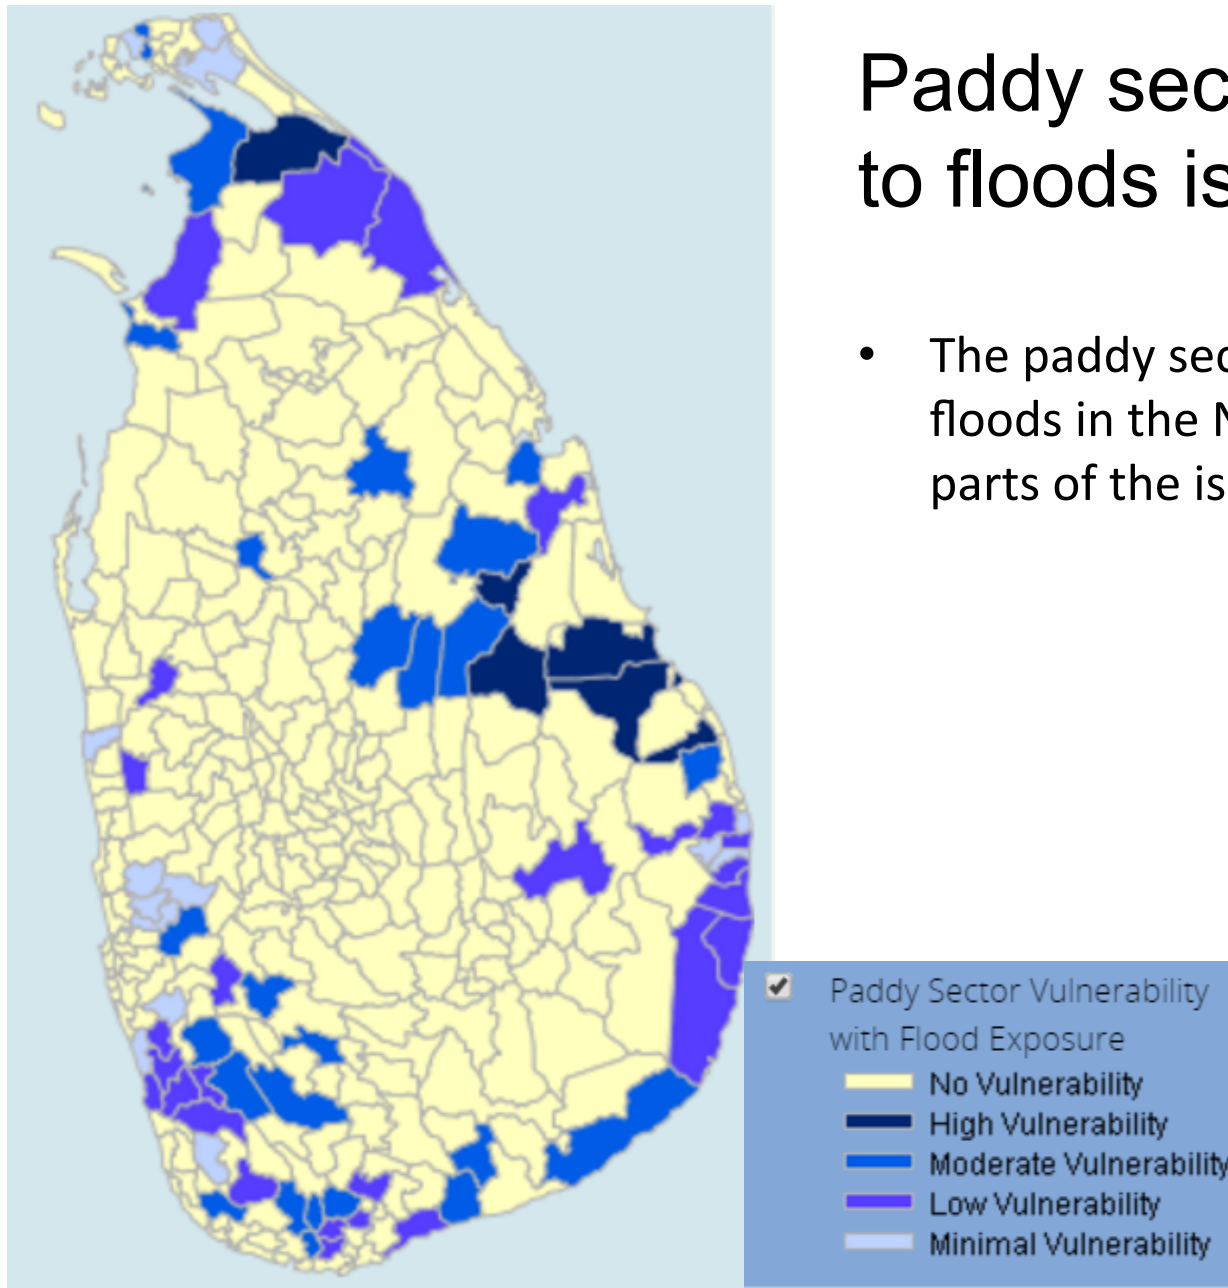 Paddy sec
to floods is
• The paddy sec
floods in the N
parts of the is
Paddy Sector Vulnerability
with Flood Exposure
No Vulnerability
High Vulnerability
Moderate Vulnerability
Low Vulnerability
Minimal Vulnerability